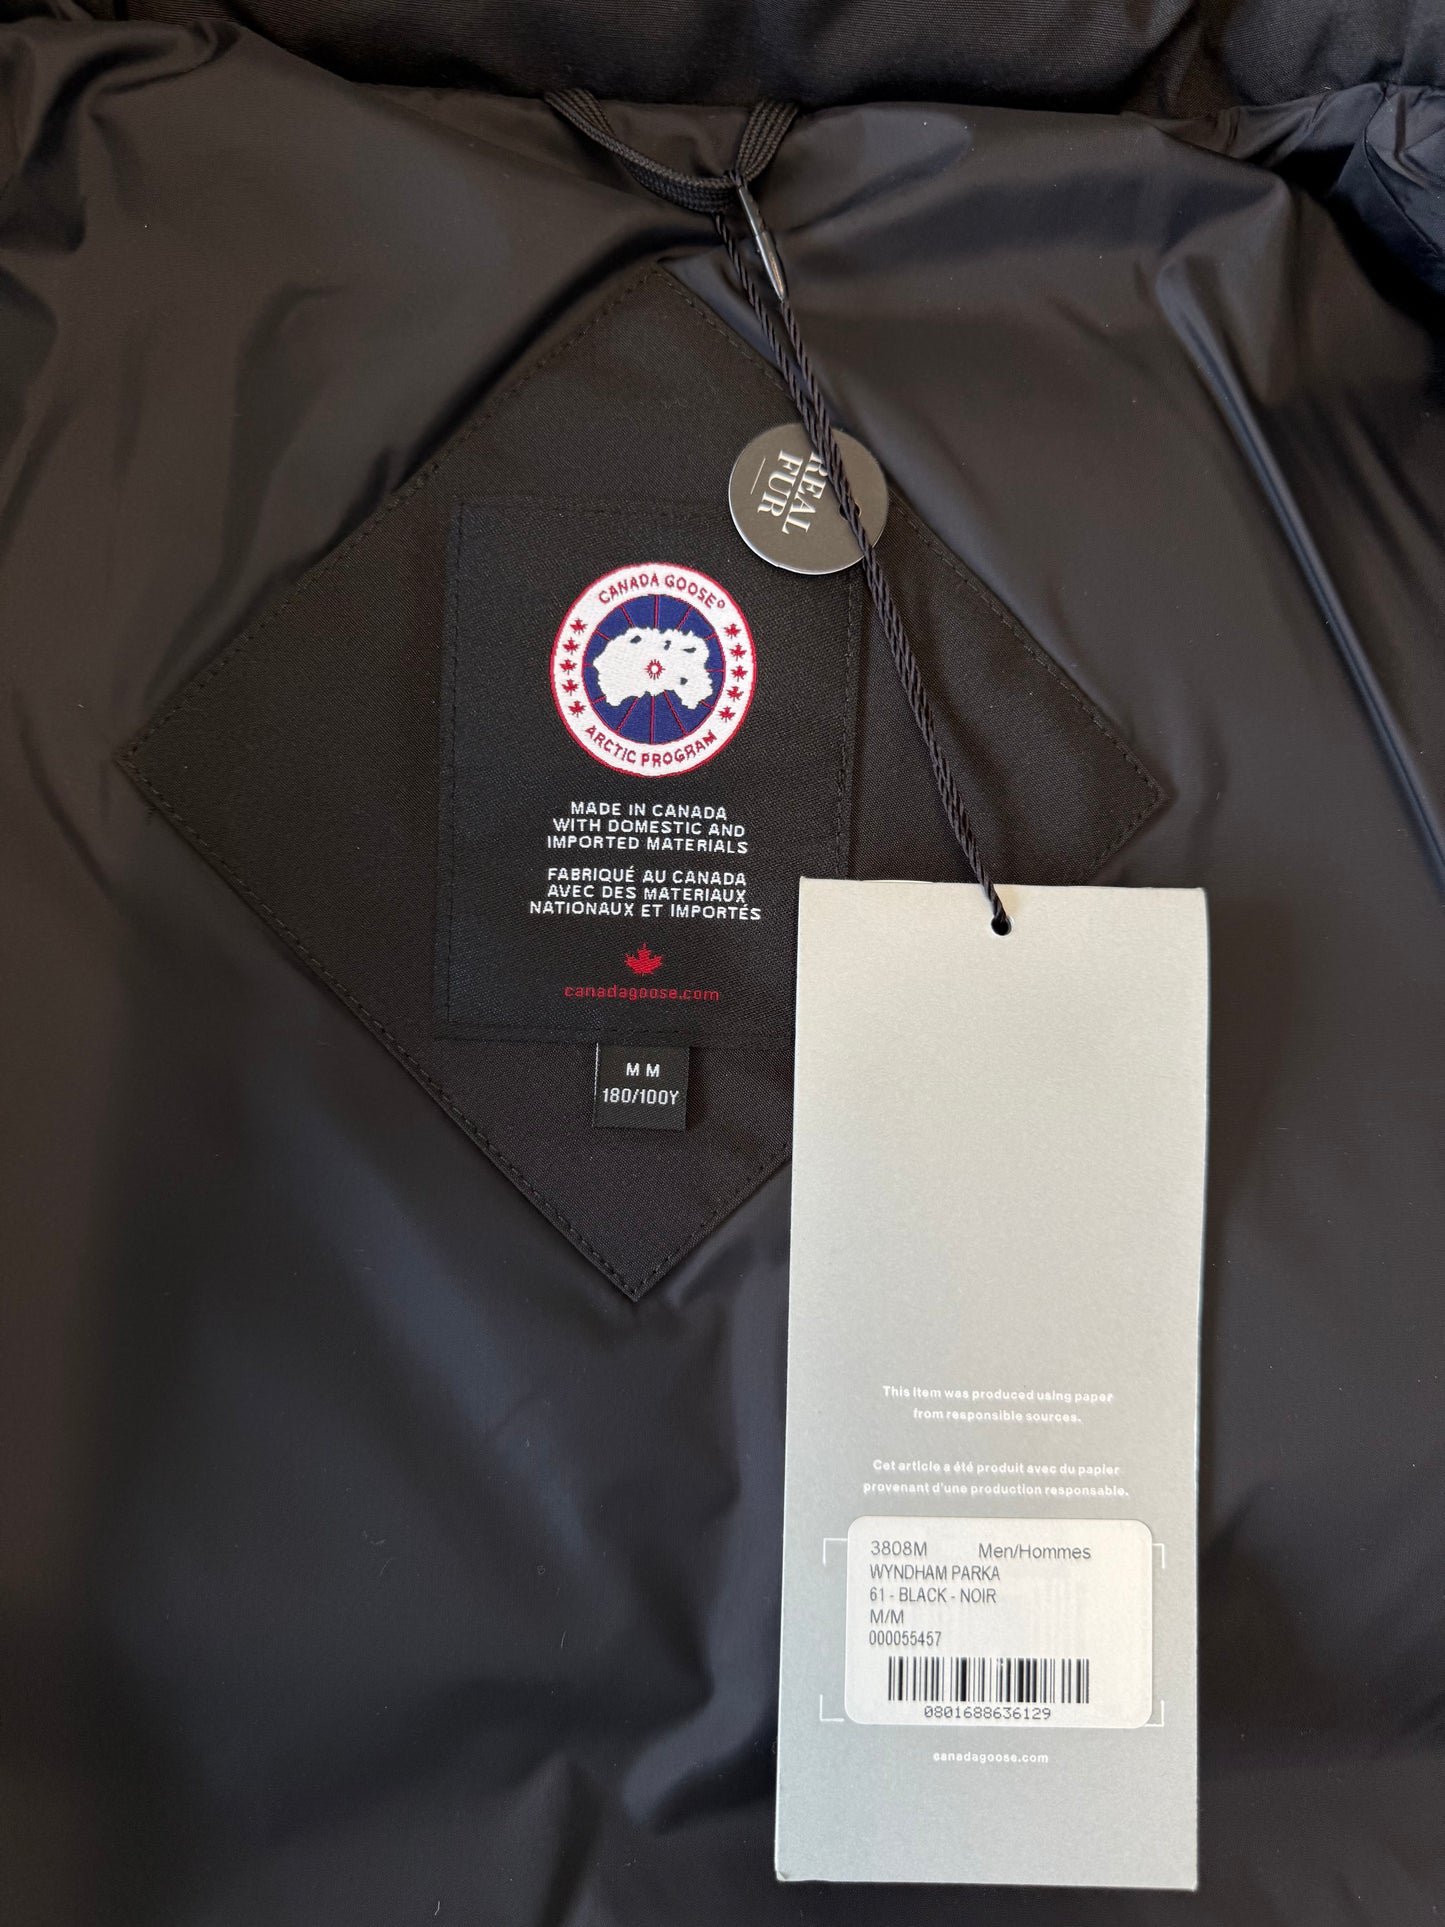 REAL
FUR
CANADA GOOSE®
ARCTIC PROGRAM
MADE IN CANADA
WITH DOMESTIC AND
IMPORTED MATERIALS
FABRIQUÉ AU CANADA
AVEC DES MATERIAUX
NATIONAUX ET IMPORTÉS
canadagoose.com
M M
180/100Y
This item was produced using paper
from responsible sources.
Cet article a été produit avec du papier
provenant d'une production responsable.
3808M Men/Hommes
WYNDHAM PARKA
61 - BLACK - NOIR
M/M
000055457
0801688636129
canadagoose.com